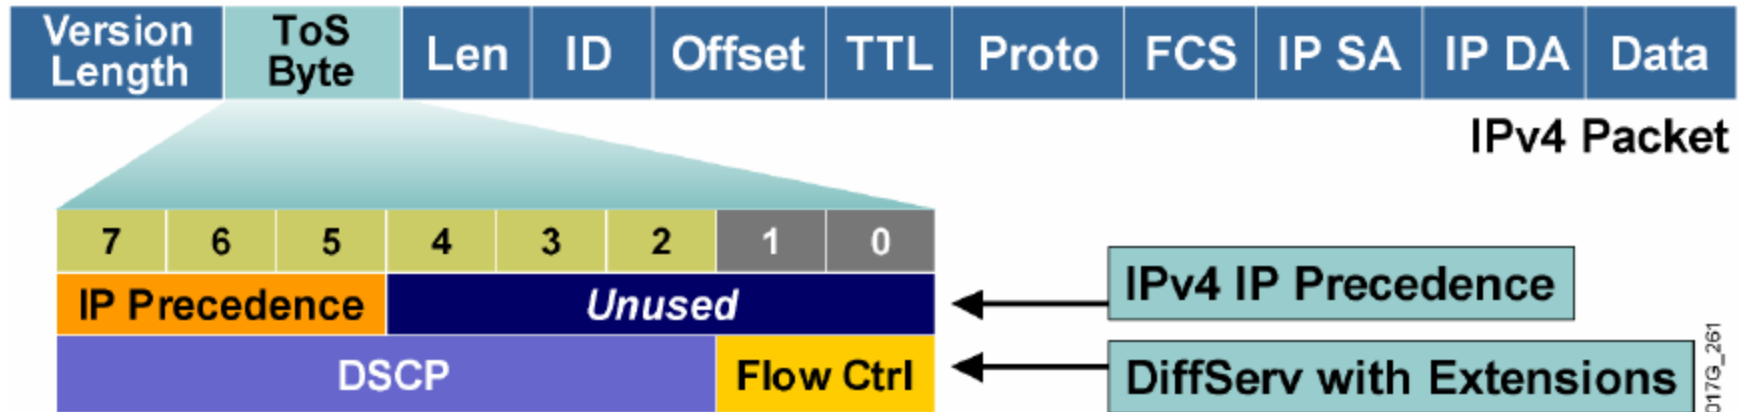 Version Length ToS Byte Len ID Offset TTL Proto FCS IP SA IP DA Data
IPv4 Packet
7 6 5 4 3 2 1 0
IP Precedence Unused
IPv4 IP Precedence
DSCP Flow Ctrl
DiffServ with Extensions
017G_261